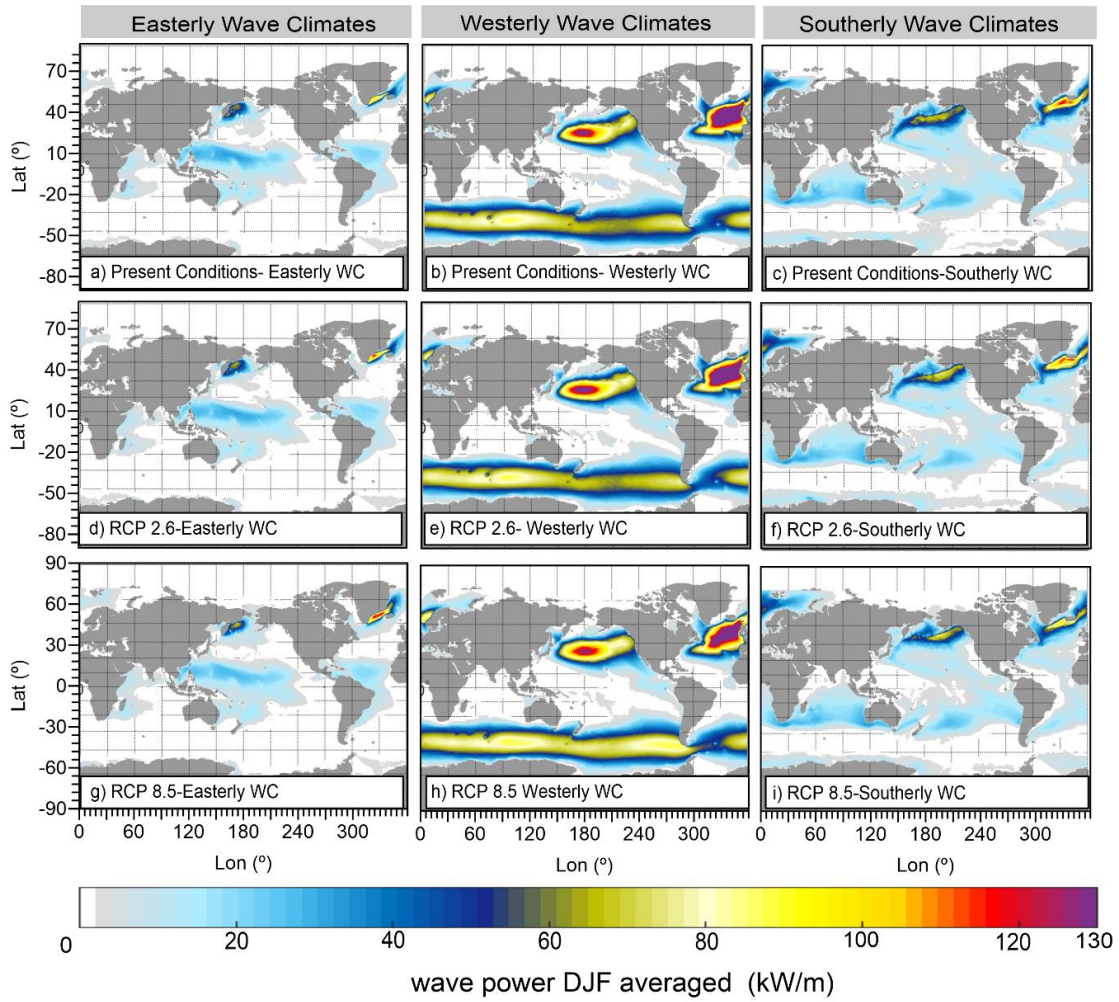 Easterly Wave Climates
Westerly Wave Climates
Southerly Wave Climates
70
40
10
-20
-50
-80
Lat (º)
0°
a) Present Conditions- Easterly WC
b) Present Conditions- Westerly WC
c) Present Conditions-Southerly WC
70
40
10
-20
-50
-80
Lat (º)
0°
d) RCP 2.6-Easterly WC
e) RCP 2.6- Westerly WC
f) RCP 2.6-Southerly WC
90
60
30
0
-30
-60
-90
Lat (º)
0°
g) RCP 8.5-Easterly WC
h) RCP 8.5 Westerly WC
i) RCP 8.5-Southerly WC
0 60 120 180 240 300
0 60 120 180 240 300
0 60 120 180 240 300
Lon (º)
Lon (º)
Lon (º)
0 20 40 60 80 100 120 130
wave power DJF averaged (kW/m)